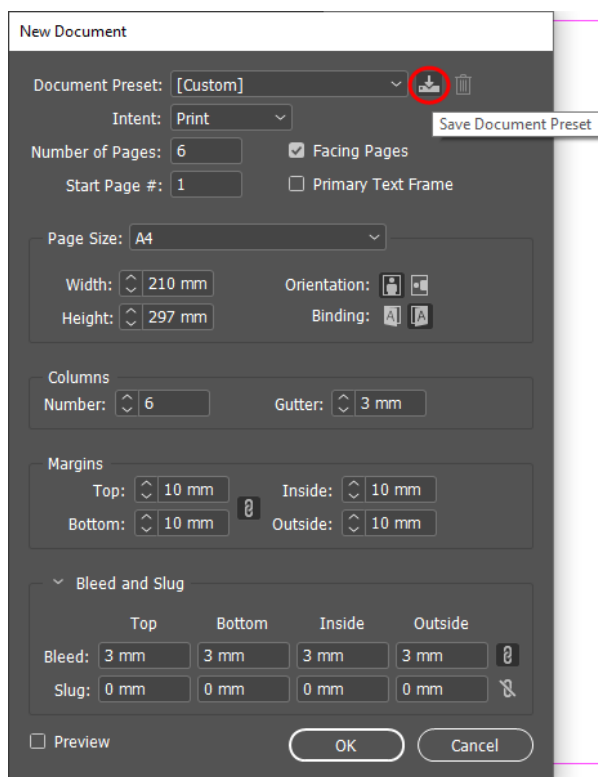 New Document
Document Preset: [Custom]
Save Document Preset
Intent: Print
Number of Pages: 6 Facing Pages
Start Page #: 1 Primary Text Frame
Page Size: A4
Width: 210 mm Orientation:
Height: 297 mm Binding:
Columns
Number: 6 Gutter: 3 mm
Margins
Top: 10 mm Inside: 10 mm
Bottom: 10 mm Outside: 10 mm
Bleed and Slug
Top Bottom Inside Outside
Bleed: 3 mm 3 mm 3 mm 3 mm
Slug: 0 mm 0 mm 0 mm 0 mm
Preview OK Cancel